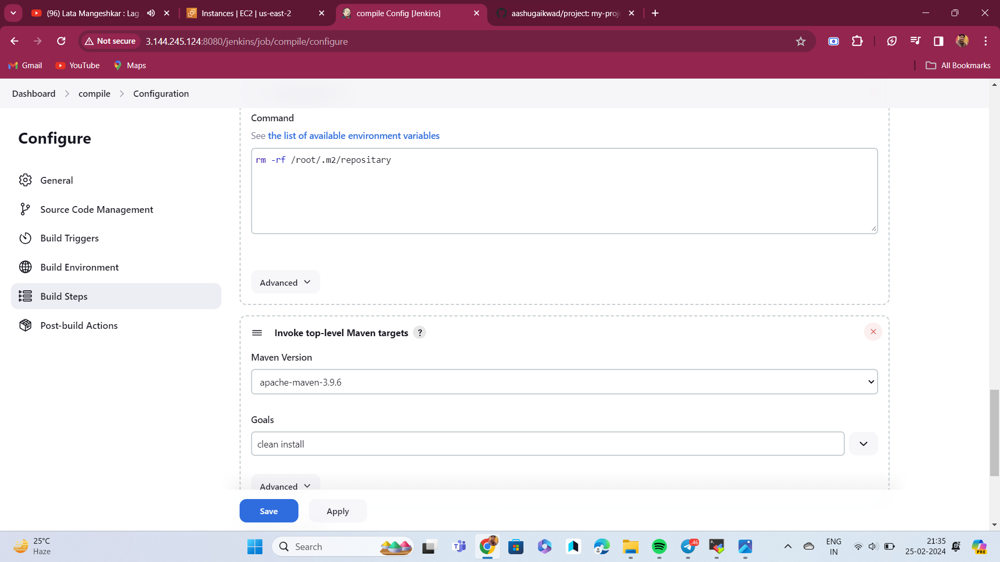 (96) Lata Mangeshkar : Lag
Instances | EC2 | us-east-2
compile Config [Jenkins]
aashugaikwad/project: my-proj
Not secure
3.144.245.124:8080/jenkins/job/compile/configure
Gmail
YouTube
Maps
All Bookmarks
Dashboard
compile
Configuration
Configure
General
Source Code Management
Build Triggers
Build Environment
Build Steps
Post-build Actions
Command
See the list of available environment variables
rm -rf /root/.m2/repositary
Advanced
Invoke top-level Maven targets ?
Maven Version
apache-maven-3.9.6
Goals
clean install
Advanced
Save
Apply
25°C
Haze
Search
.46
ENG
IN
21:35
25-02-2024
PRE